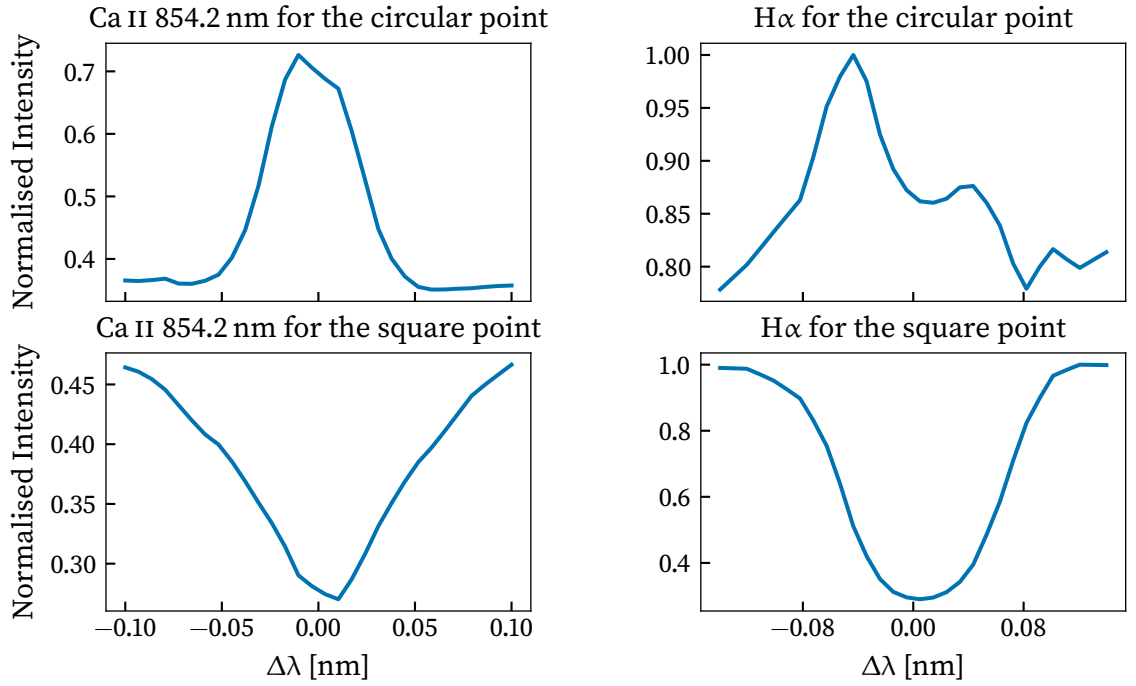 Ca II 854.2 nm for the circular point
Hα for the circular point
Normalised Intensity
0.7
0.6
0.5
0.4
1.00
0.95
0.90
0.85
0.80
Ca II 854.2 nm for the square point
Hα for the square point
Normalised Intensity
0.45
0.40
0.35
0.30
1.0
0.8
0.6
0.4
−0.10 −0.05 0.00 0.05 0.10
−0.08 0.00 0.08
Δλ [nm]
Δλ [nm]